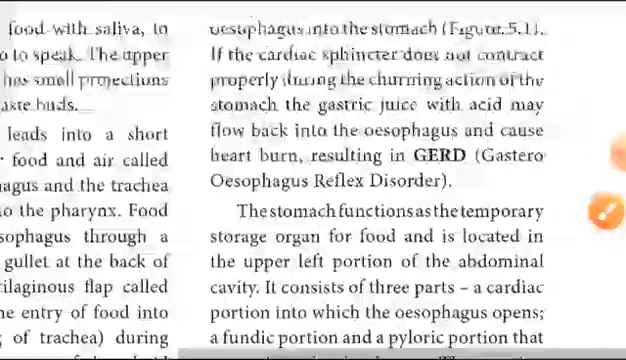 food with saliva, to
to speak. The upper
has small projections
taste buds.
leads into a short
food and air called
agus and the trachea
to the pharynx. Food
sophagus through a
gullet at the back of
rilaginous flap called
he entry of food into
of trachea) during
oesuphagus into the stomach (Figure.5.1).
If the cardiac sphincter does not contract
properly during the churning action of the
stomach the gastric juice with acid may
flow back into the oesophagus and cause
heart burn, resulting in GERD (Gastero
Oesophagus Reflex Disorder).
The stomach functions as the temporary
storage organ for food and is located in
the upper left portion of the abdominal
cavity. It consists of three parts – a cardiac
portion into which the oesophagus opens;
a fundic portion and a pyloric portion that